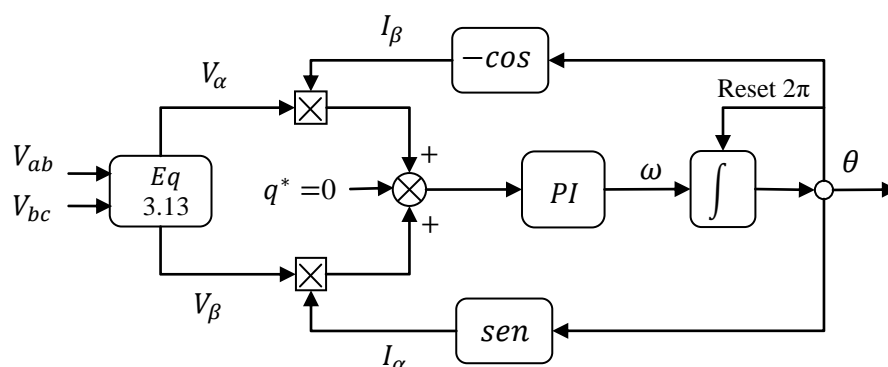 I_β
−cos
V_α
Reset 2π
V_ab
Eq
3.13
V_bc
q* =0
+
PI
ω
∫
θ
+
V_β
sen
I_α